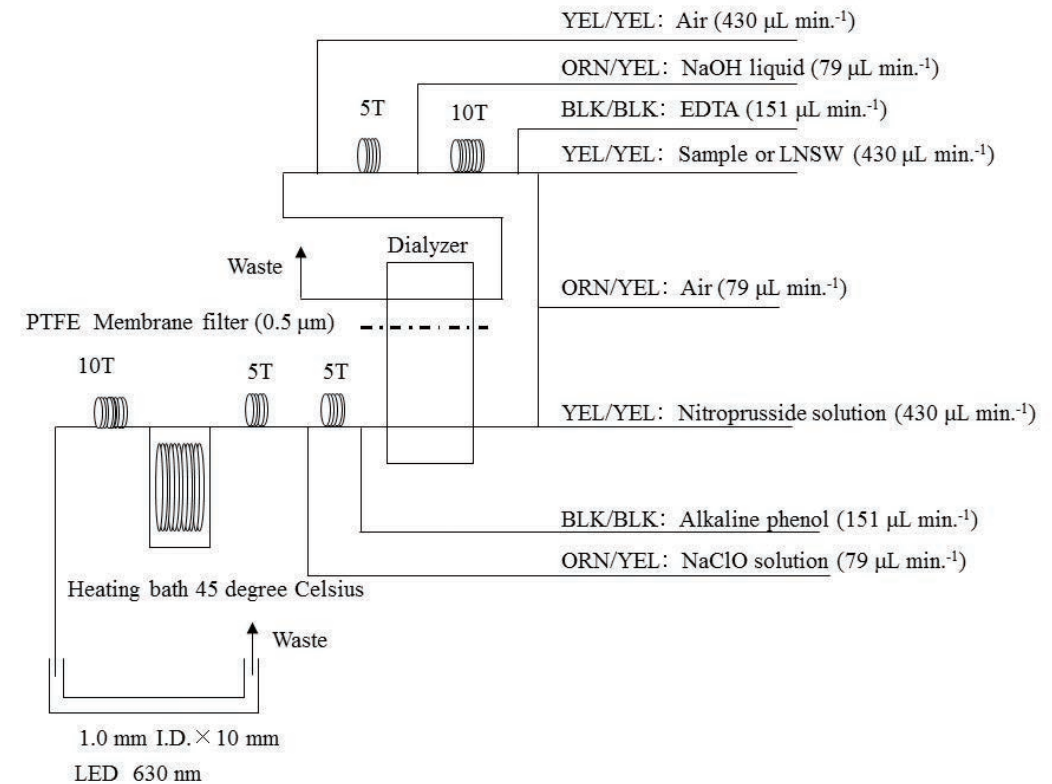 YEL/YEL: Air (430 μL min.-1)
ORN/YEL: NaOH liquid (79 μL min.-1)
5T
10T
BLK/BLK: EDTA (151 μL min.-1)
YEL/YEL: Sample or LNSW (430 μL min.-1)
Dialyzer
Waste
ORN/YEL: Air (79 μL min.-1)
PTFE Membrane filter (0.5 μm)
10T
5T
5T
YEL/YEL: Nitroprusside solution (430 μL min.-1)
BLK/BLK: Alkaline phenol (151 μL min.-1)
ORN/YEL: NaClO solution (79 μL min.-1)
Heating bath 45 degree Celsius
Waste
1.0 mm I.D.×10 mm
LED 630 nm